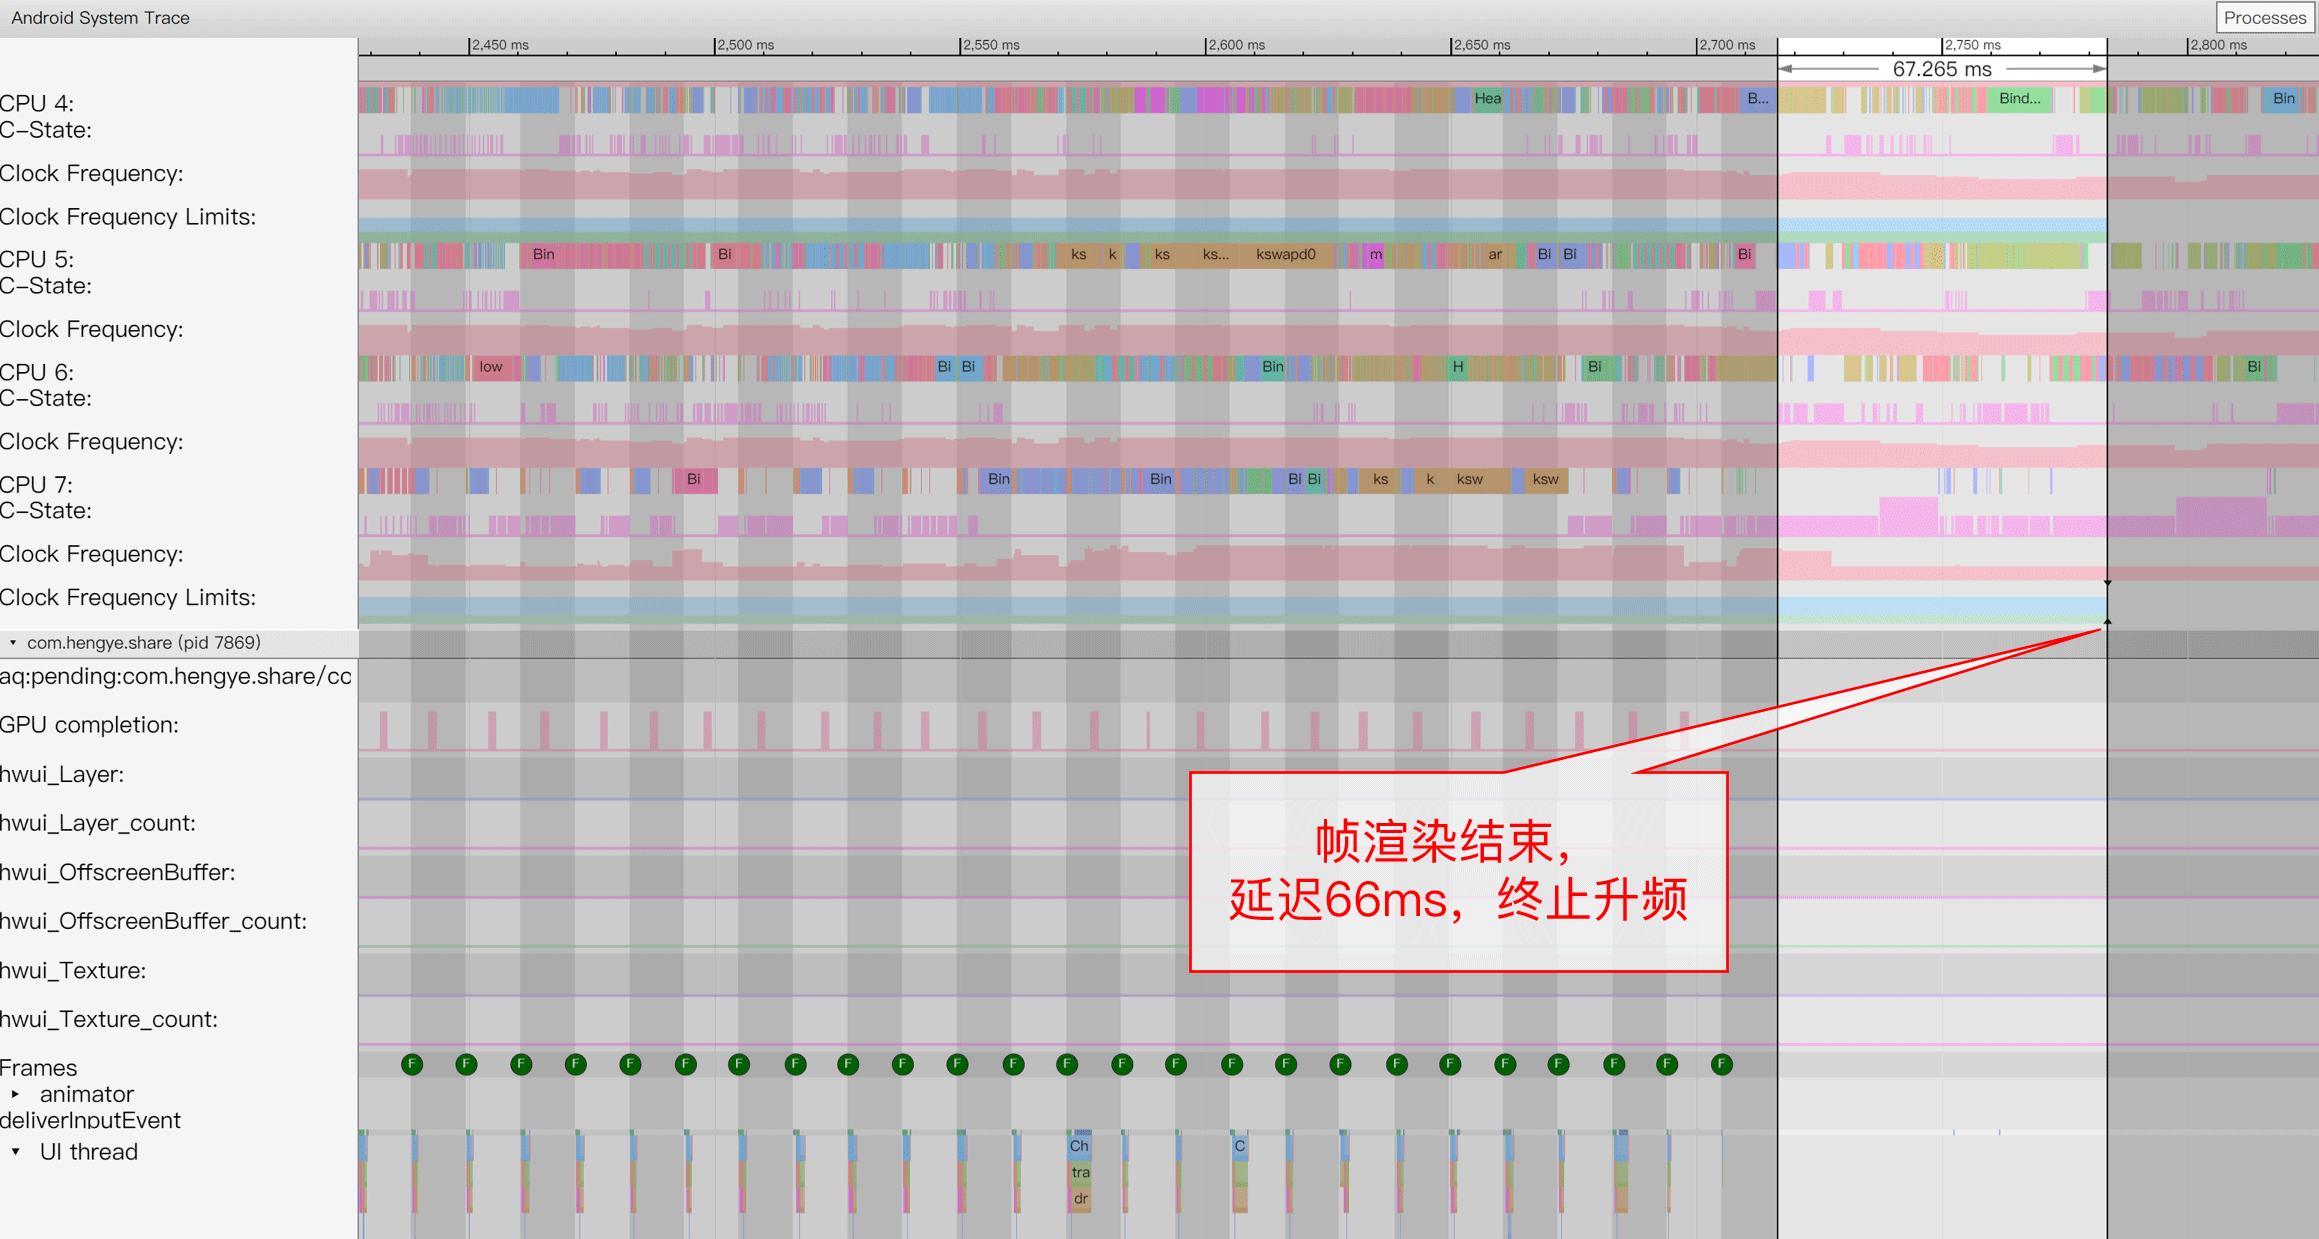 Android System Trace
Processes
2,450 ms
2,500 ms
2,550 ms
2,600 ms
2,650 ms
2,700 ms
2,750 ms
2,800 ms
67.265 ms
CPU 4:
Hea
B...
Bind...
Bin
C-State:
Clock Frequency:
Clock Frequency Limits:
CPU 5:
Bin
Bi
ks
k
ks
ks...
kswapd0
m
ar
Bi
Bi
Bi
C-State:
Clock Frequency:
CPU 6:
low
Bi
Bi
Bin
H
Bi
Bi
C-State:
Clock Frequency:
CPU 7:
Bi
Bin
Bin
Bi
Bi
ks
k
ksw
ksw
C-State:
Clock Frequency:
Clock Frequency Limits:
com.hengye.share (pid 7869)
aq:pending:com.hengye.share/co
GPU completion:
hwui_Layer:
hwui_Layer_count:
hwui_OffscreenBuffer:
hwui_OffscreenBuffer_count:
hwui_Texture:
hwui_Texture_count:
帧渲染结束，
延迟66ms，终止升频
Frames
F F F F F F F F F F F F F F F F F F F F F F F F F
animator
deliverInputEvent
UI thread
Ch
tra
dr
C